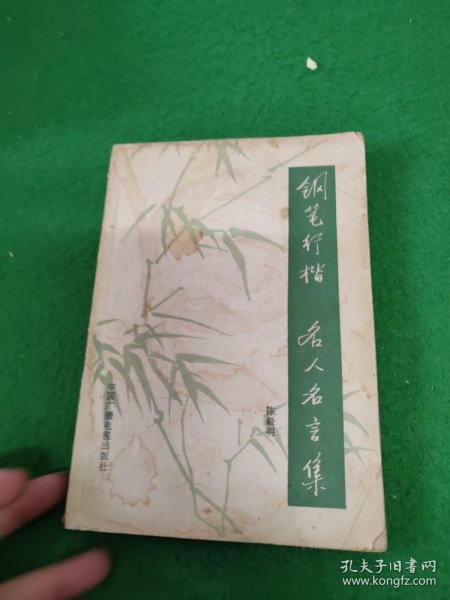 钢笔行楷 名人名言集
陈毅明
中国广播电视出版社
孔夫子旧书网
www.kongfz.com